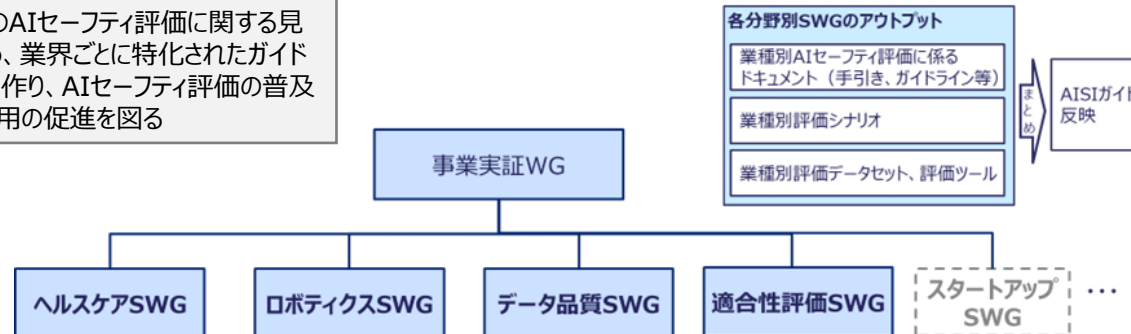 のAIセーフティ評価に関する見
、業界ごとに特化されたガイド
作り、AIセーフティ評価の普及
用の促進を図る
各分野別SWGのアウトプット
業種別AIセーフティ評価に係る
ドキュメント（手引き、ガイドライン等）
業種別評価シナリオ
業種別評価データセット、評価ツール
まとめ
AISIガイド
反映
事業実証WG
ヘルスケアSWG
ロボティクスSWG
データ品質SWG
適合性評価SWG
スタートアップ
SWG
…